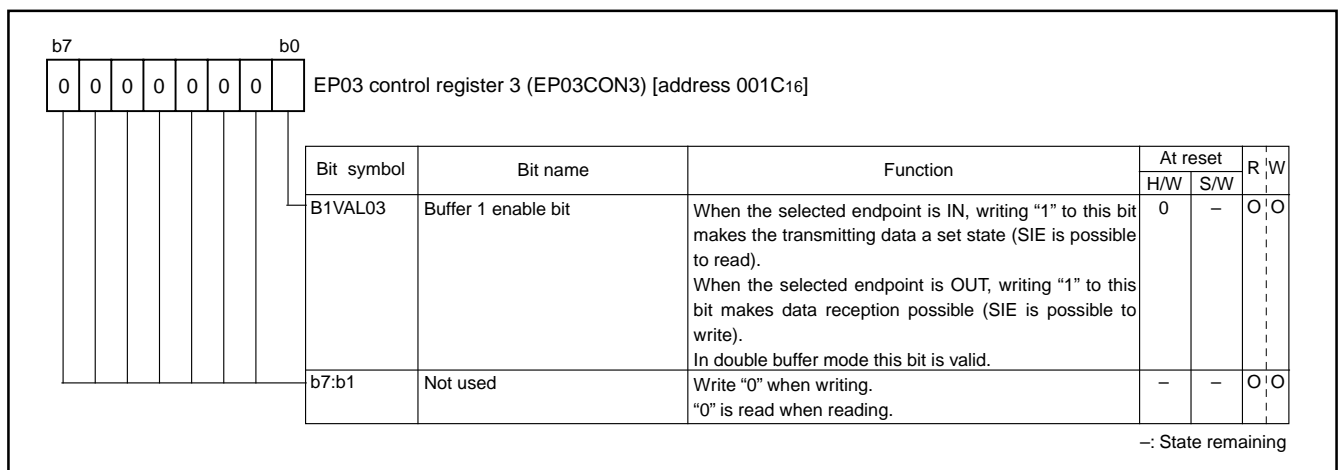 b7 b0
0 0 0 0 0 0 0
EP03 control register 3 (EP03CON3) [address 001C16]
Bit symbol Bit name Function At reset R W
H/W S/W
B1VAL03 Buffer 1 enable bit When the selected endpoint is IN, writing “1” to this bit 0 – O O
makes the transmitting data a set state (SIE is possible
to read).
When the selected endpoint is OUT, writing “1” to this
bit makes data reception possible (SIE is possible to
write).
In double buffer mode this bit is valid.
b7:b1 Not used Write “0” when writing. – – O O
“0” is read when reading.
–: State remaining